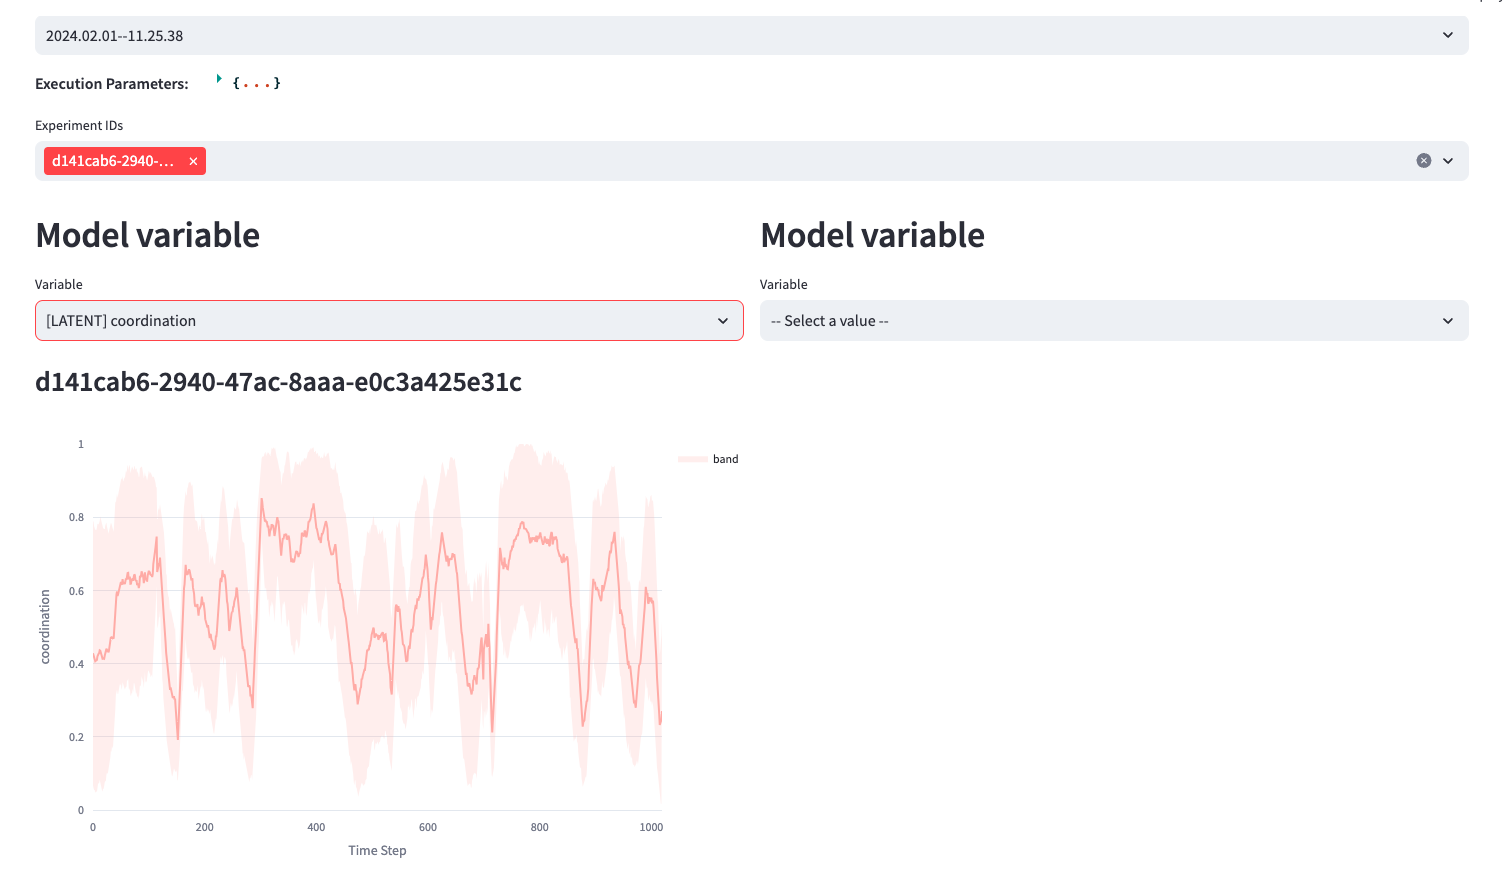 2024.02.01--11.25.38
Execution Parameters: {...}
Experiment IDs
d141cab6-2940-...
Model variable
Variable
[LATENT] coordination
Model variable
Variable
-- Select a value --
d141cab6-2940-47ac-8aaa-e0c3a425e31c
1
0.8
0.6
0.4
0.2
0
coordination
0 200 400 600 800 1000
Time Step
band